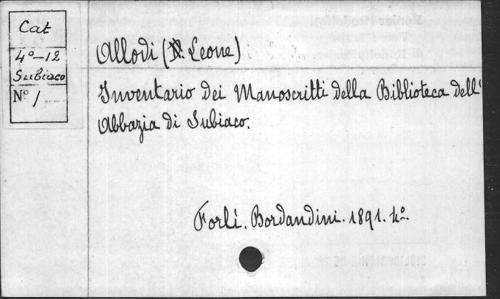 Cat
4°-12
Subiaco
N° 1
Allodi (D. Leone)
Inventario dei Manoscritti della Biblioteca dell'
Abbazia di Subiaco.
Forlì. Bordandini. 1891. 4°.